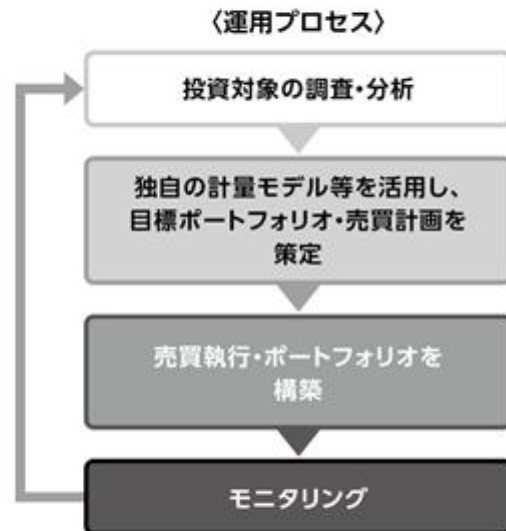 〈運用プロセス〉
投資対象の調査・分析
独自の計量モデル等を活用し、
目標ポートフォリオ・売買計画を
策定
売買執行・ポートフォリオを
構築
モニタリング